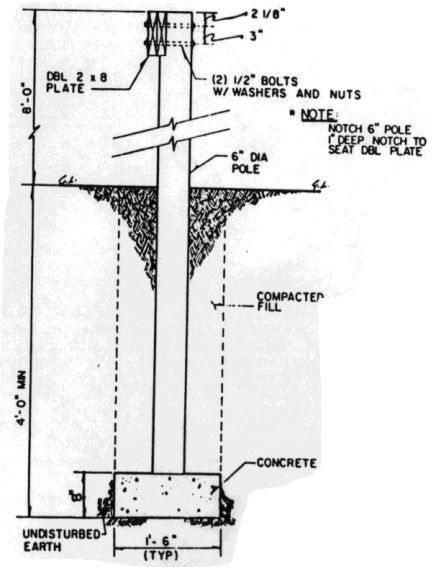 2 1/8"
3"
8'-0"
DBL 2 x 8
PLATE
(2) 1/2" BOLTS
W/ WASHERS AND NUTS
* NOTE:
NOTCH 6" POLE
1" DEEP NOTCH TO
SEAT DBL PLATE
6" DIA
POLE
G.L.
G.L.
COMPACTED
FILL
4'-0" MIN
CONCRETE
8"
UNDISTURBED
EARTH
1'-6"
(TYP)